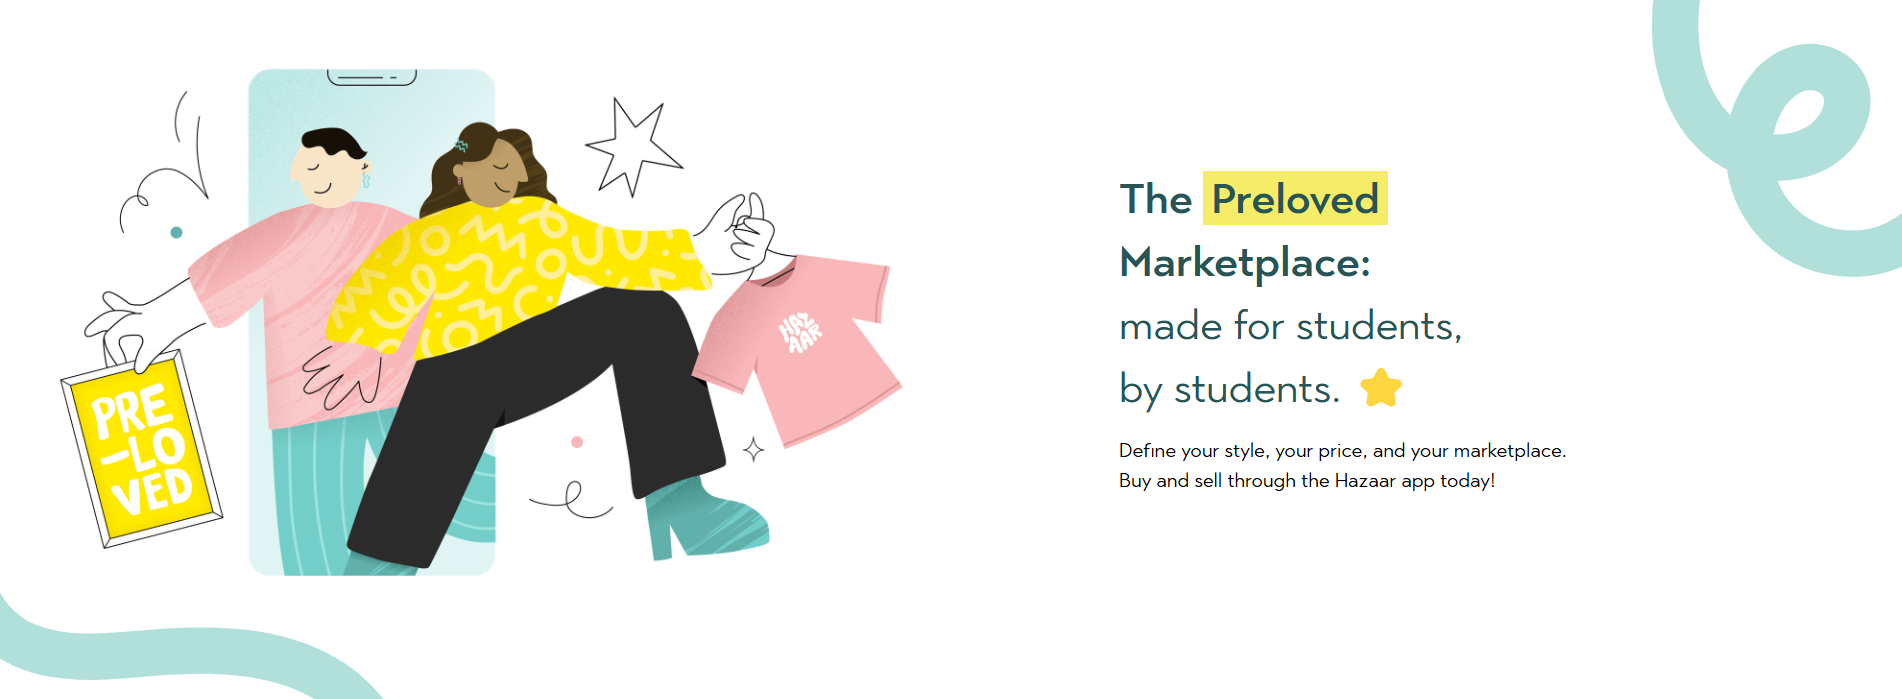 PRE
-LO
VED
HAZ
AAR
The Preloved
Marketplace:
made for students,
by students.
Define your style, your price, and your marketplace.
Buy and sell through the Hazaar app today!